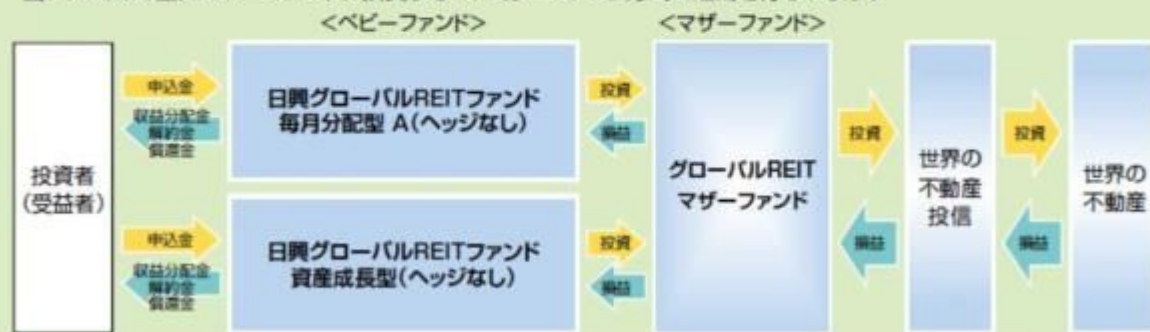 <ベビーファンド>
<マザーファンド>
投資者
(受益者)
申込金
収益分配金
解約金
償還金
日興グローバルREITファンド
毎月分配型 A(ヘッジなし)
投資
損益
申込金
収益分配金
解約金
償還金
日興グローバルREITファンド
資産成長型(ヘッジなし)
投資
損益
グローバルREIT
マザーファンド
投資
損益
世界の
不動産
投信
投資
損益
世界の
不動産